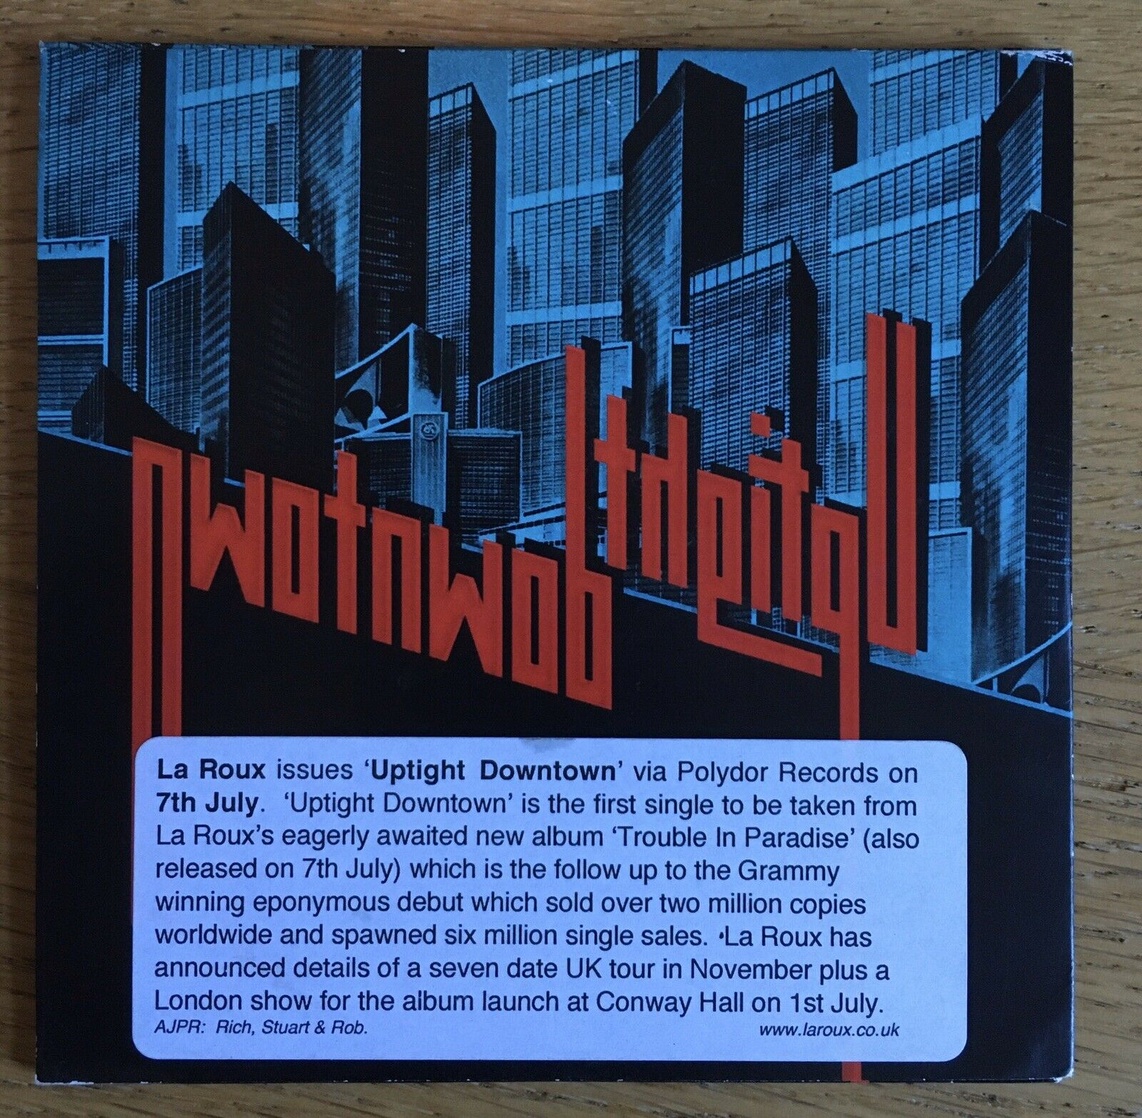 Uptight
Downtown
La Roux issues ‘Uptight Downtown’ via Polydor Records on
7th July. ‘Uptight Downtown’ is the first single to be taken from
La Roux’s eagerly awaited new album ‘Trouble In Paradise’ (also
released on 7th July) which is the follow up to the Grammy
winning eponymous debut which sold over two million copies
worldwide and spawned six million single sales. La Roux has
announced details of a seven date UK tour in November plus a
London show for the album launch at Conway Hall on 1st July.
AJPR: Rich, Stuart & Rob. www.laroux.co.uk